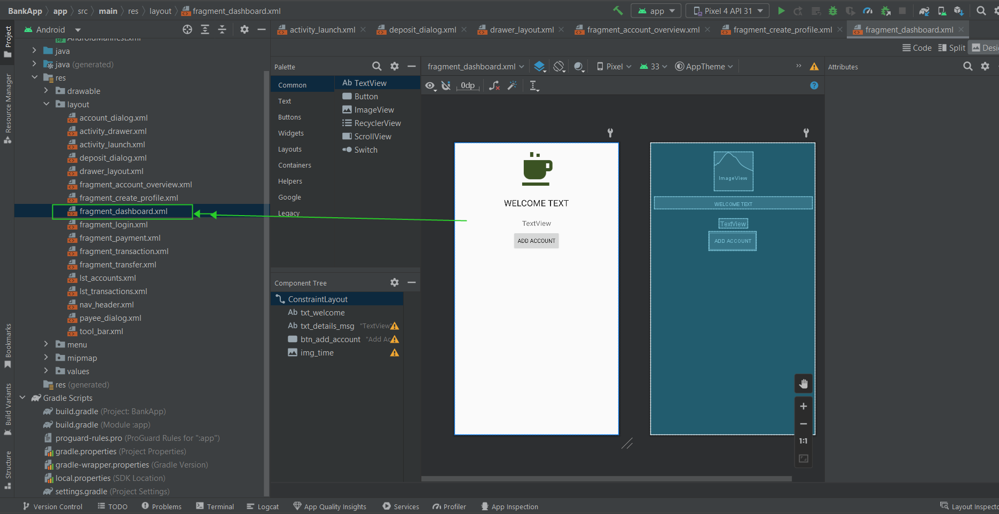 BankApp app src main res layout fragment_dashboard.xml
app Pixel 4 API 31
Project
Android
activity_launch.xml deposit_dialog.xml drawer_layout.xml fragment_account_overview.xml fragment_create_profile.xml fragment_dashboard.xml
Code Split
AndroidManifest.xml
java
java (generated)
res
drawable
layout
account_dialog.xml
activity_drawer.xml
activity_launch.xml
deposit_dialog.xml
drawer_layout.xml
fragment_account_overview.xml
fragment_create_profile.xml
fragment_dashboard.xml
fragment_login.xml
fragment_payment.xml
fragment_transaction.xml
fragment_transfer.xml
lst_accounts.xml
lst_transactions.xml
nav_header.xml
payee_dialog.xml
tool_bar.xml
menu
mipmap
values
res (generated)
Gradle Scripts
build.gradle (Project: BankApp)
build.gradle (Module :app)
proguard-rules.pro (ProGuard Rules for ":app")
gradle.properties (Project Properties)
gradle-wrapper.properties (Gradle Version)
local.properties (SDK Location)
settings.gradle (Project Settings)
Resource Manager
Bookmarks
Build Variants
Structure
Palette
Common
Text
Buttons
Widgets
Layouts
Containers
Helpers
Google
Legacy
Ab TextView
Button
ImageView
RecyclerView
ScrollView
Switch
Component Tree
ConstraintLayout
Ab txt_welcome
Ab txt_details_msg "TextView"
btn_add_account "Add Ac
img_time
fragment_dashboard.xml Pixel 33 AppTheme
0dp
Attributes
WELCOME TEXT
TextView
ADD ACCOUNT
ImageView
WELCOME TEXT
TextView
ADD ACCOUNT
1:1
Version Control TODO Problems Terminal Logcat App Quality Insights Services Profiler App Inspection Layout